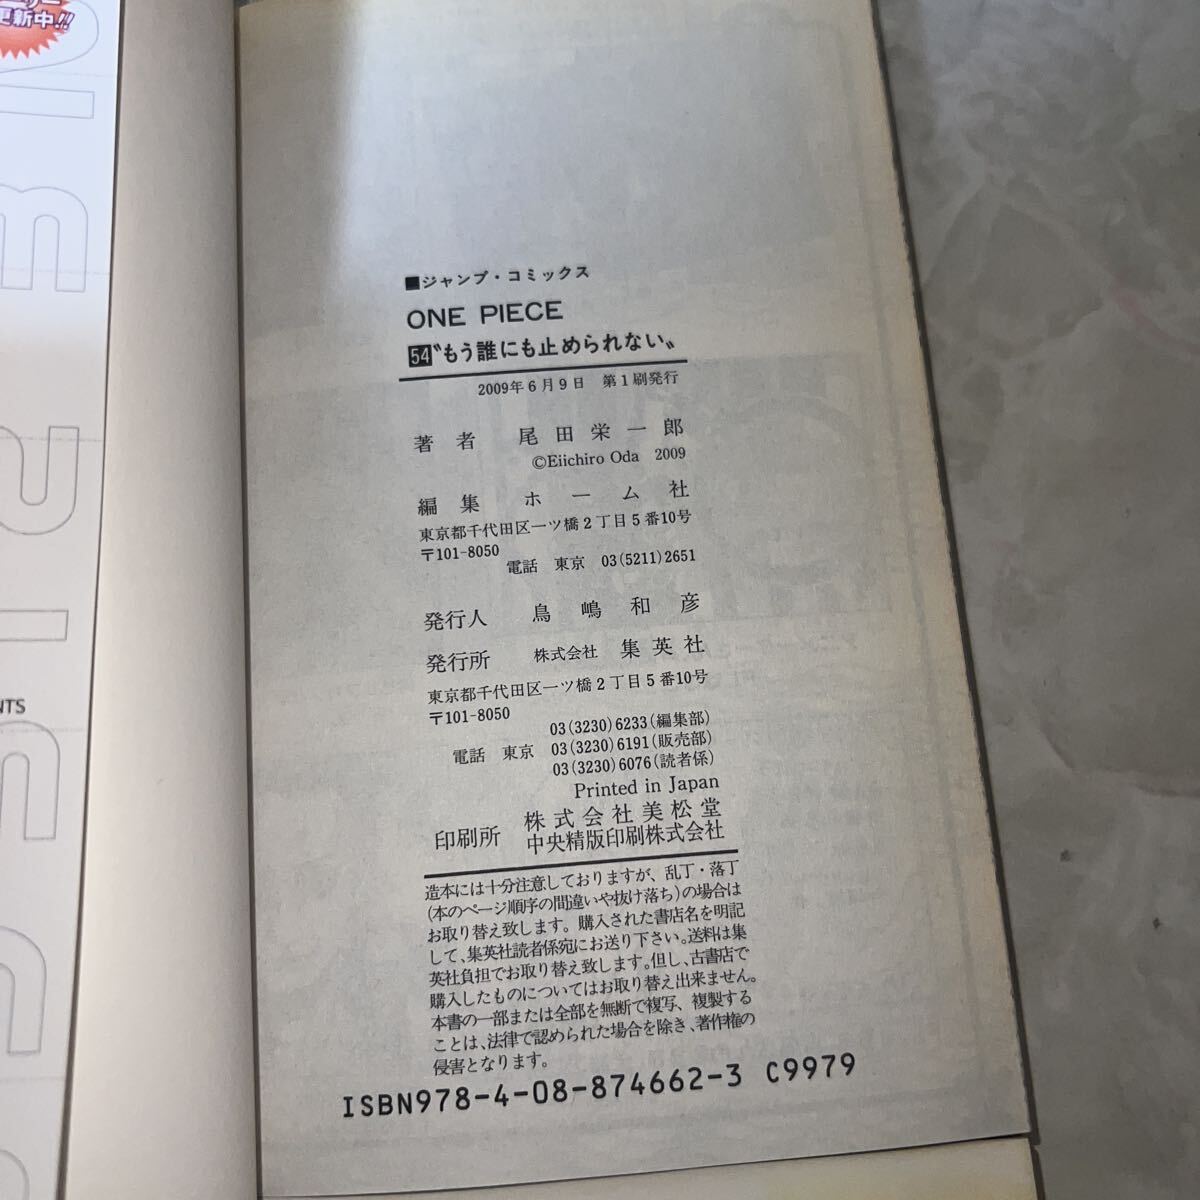 更新中!!
NTS
■ジャンプ・コミックス
ONE PIECE
54 〝もう誰にも止められない〟
2009年6月9日 第1刷発行
著者 尾田栄一郎
©Eiichiro Oda 2009
編集 ホーム社
東京都千代田区一ツ橋2丁目5番10号
〒101-8050
電話 東京 03(5211)2651
発行人 鳥嶋和彦
発行所 株式会社 集英社
東京都千代田区一ツ橋2丁目5番10号
〒101-8050
03(3230)6233(編集部)
電話 東京 03(3230)6191(販売部)
03(3230)6076(読者係)
Printed in Japan
印刷所 株式会社美松堂
中央精版印刷株式会社
造本には十分注意しておりますが、乱丁・落丁
(本のページ順序の間違いや抜け落ち)の場合は
お取り替え致します。購入された書店名を明記
して、集英社読者係宛にお送り下さい。送料は集
英社負担でお取り替え致します。但し、古書店で
購入したものについてはお取り替え出来ません。
本書の一部または全部を無断で複写、複製する
ことは、法律で認められた場合を除き、著作権の
侵害となります。
ISBN978-4-08-874662-3 C9979